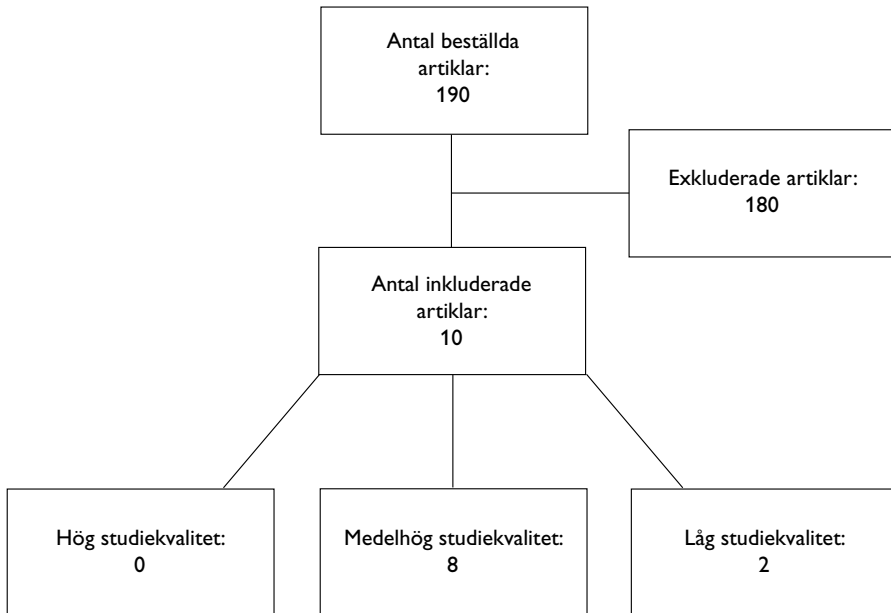 Antal beställda
artiklar:
190
Exkluderade artiklar:
180
Antal inkluderade
artiklar:
10
Hög studiekvalitet:
0
Medelhög studiekvalitet:
8
Låg studiekvalitet:
2